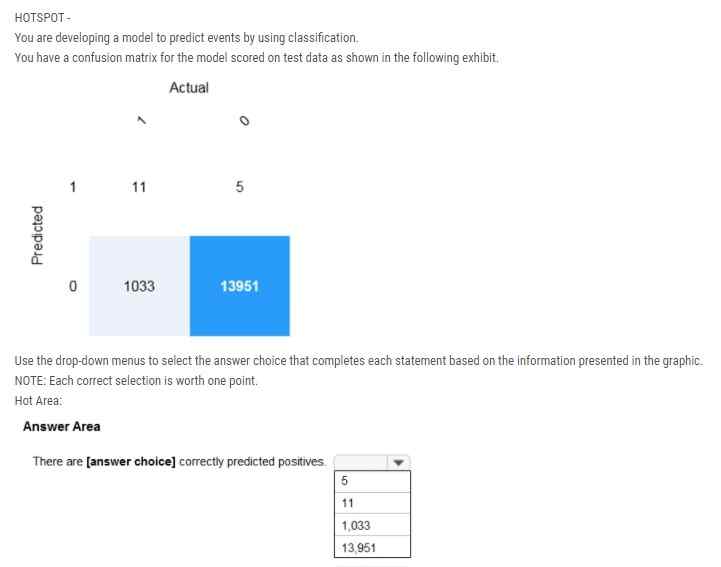 HOTSPOT -
You are developing a model to predict events by using classification.
You have a confusion matrix for the model scored on test data as shown in the following exhibit.
Actual
1 0
1 11 5
Predicted
0 1033 13951
Use the drop-down menus to select the answer choice that completes each statement based on the information presented in the graphic.
NOTE: Each correct selection is worth one point.
Hot Area:
Answer Area
There are [answer choice] correctly predicted positives.
5
11
1,033
13,951